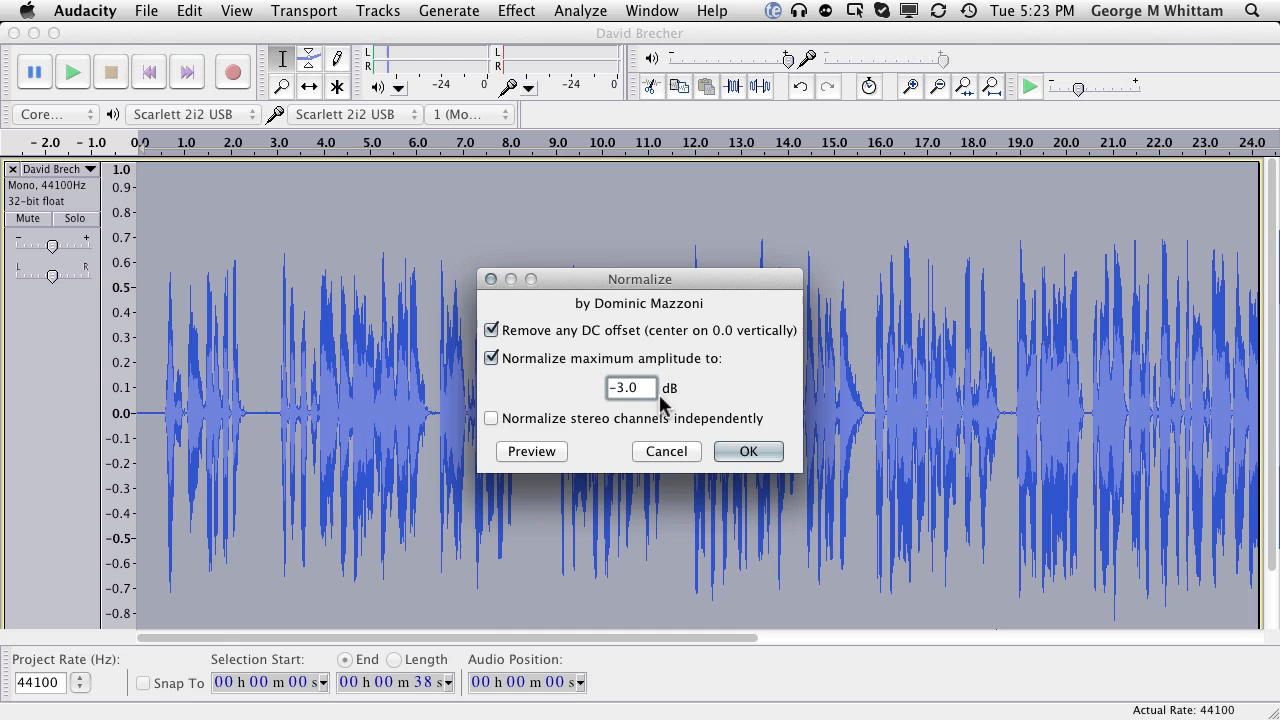 Audacity File Edit View Transport Tracks Generate Effect Analyze Window Help Tue 5:23 PM George M Whittam
David Brecher
L
R
-24 0
L
R
-24 0
Core... Scarlett 2i2 USB Scarlett 2i2 USB 1 (Mo...
- 2.0 - 1.0 0.0 1.0 2.0 3.0 4.0 5.0 6.0 7.0 8.0 9.0 10.0 11.0 12.0 13.0 14.0 15.0 16.0 17.0 18.0 19.0 20.0 21.0 22.0 23.0 24.0
David Brech
Mono, 44100Hz
32-bit float
Mute Solo
- +
L R
1.0
0.9
0.8
0.7
0.6
0.5
0.4
0.3
0.2
0.1
0.0
-0.1
-0.2
-0.3
-0.4
-0.5
-0.6
-0.7
-0.8
Normalize
by Dominic Mazzoni
Remove any DC offset (center on 0.0 vertically)
Normalize maximum amplitude to:
-3.0 dB
Normalize stereo channels independently
Preview Cancel OK
Project Rate (Hz): Selection Start: End Length Audio Position:
44100 Snap To 00 h 00 m 00 s 00 h 00 m 38 s 00 h 00 m 00 s
Actual Rate: 44100